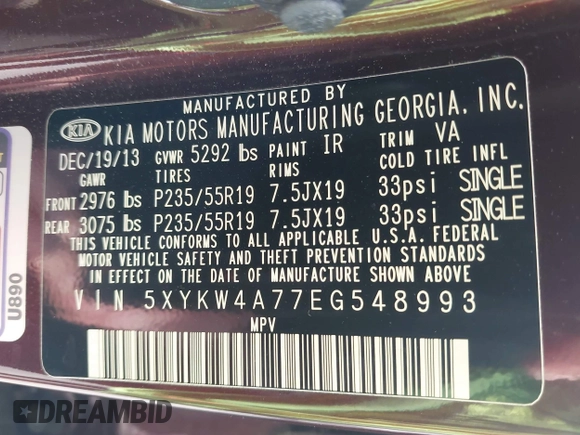 MANUFACTURED BY
KIA KIA MOTORS MANUFACTURING GEORGIA, INC.
DEC/19/13 GVWR 5292 lbs PAINT IR TRIM VA
GAWR TIRES RIMS COLD TIRE INFL
FRONT 2976 lbs P235/55R19 7.5JX19 33psi SINGLE
REAR 3075 lbs P235/55R19 7.5JX19 33psi SINGLE
THIS VEHICLE CONFORMS TO ALL APPLICABLE U.S.A. FEDERAL
MOTOR VEHICLE SAFETY AND THEFT PREVENTION STANDARDS
IN EFFECT ON THE DATE OF MANUFACTURE SHOWN ABOVE.
VIN 5XYKW4A77EG548993
MPV
U890
DREAMBID